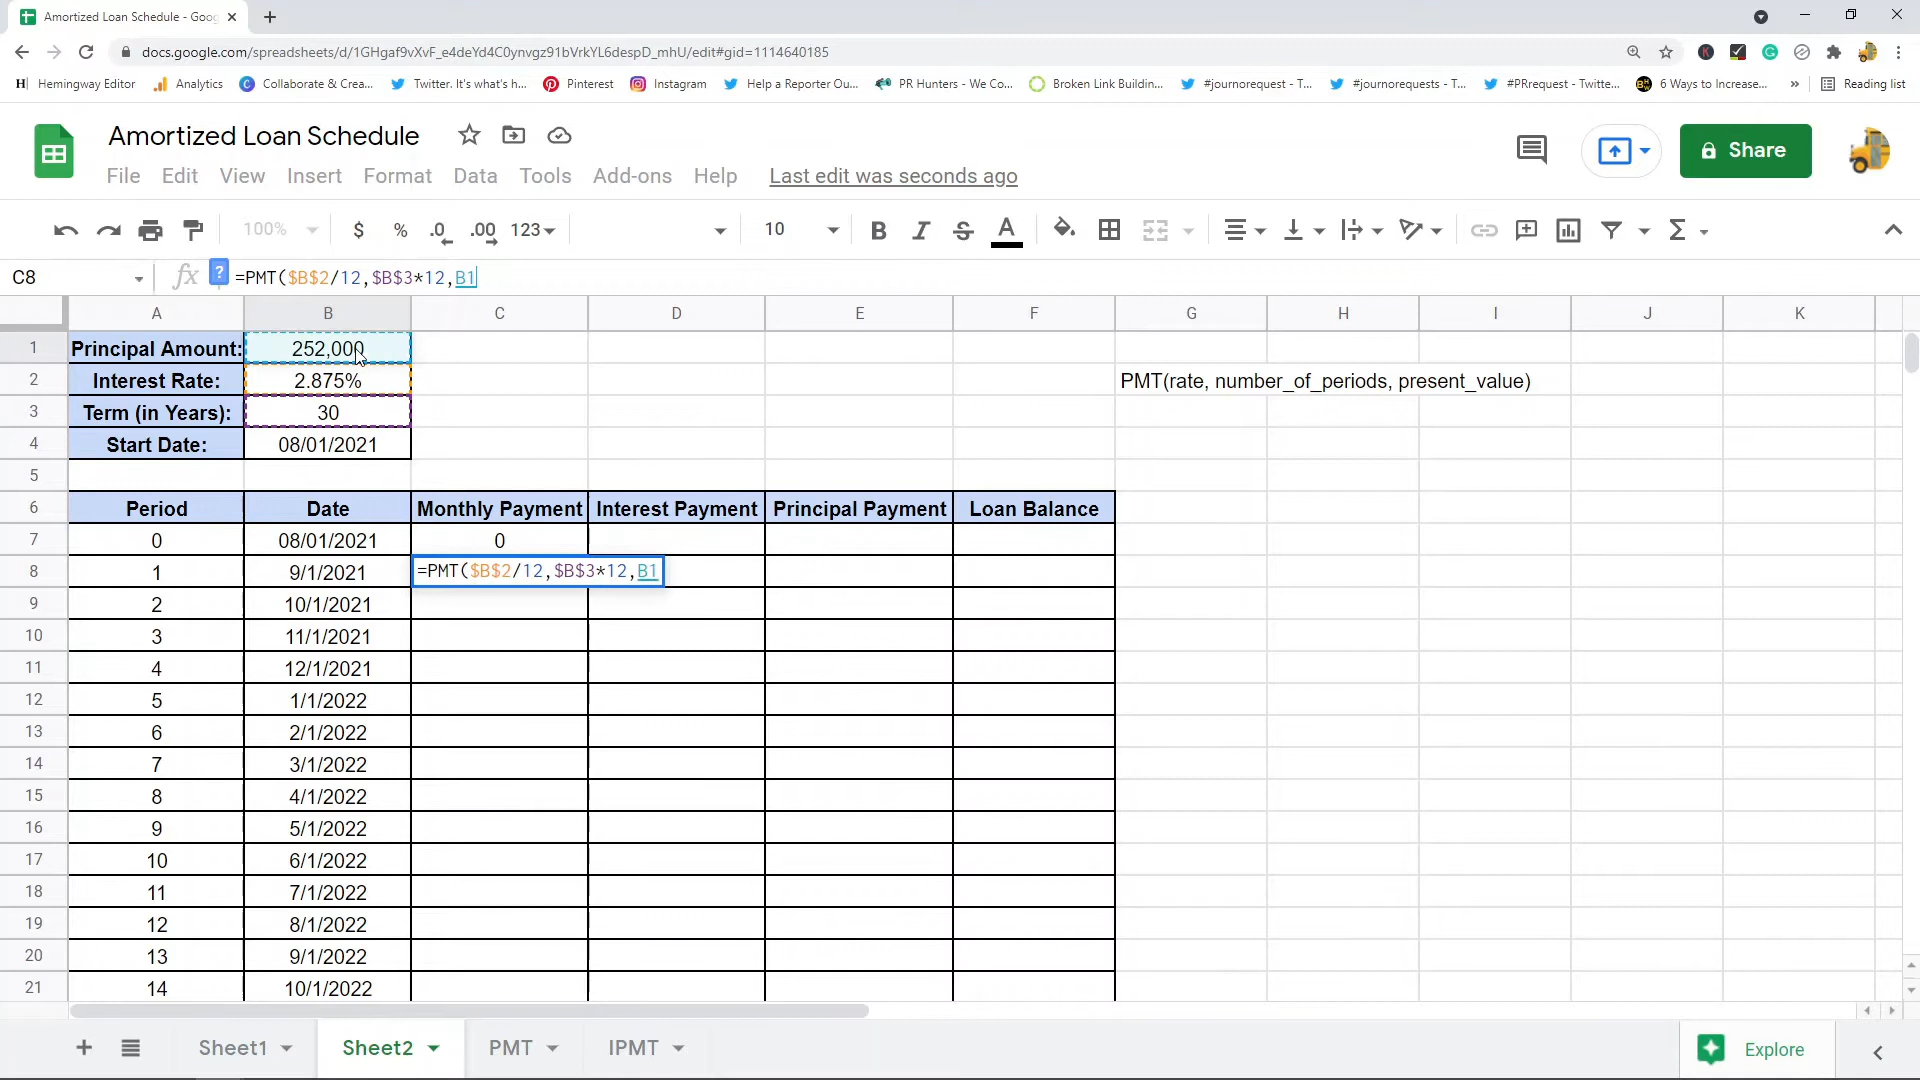 Amortized Loan Schedule - Goog
docs.google.com/spreadsheets/d/1GHgaf9vXvF_e4deYd4C0ynvgz91bVrkYL6despD_mhU/edit#gid=1114640185
Hemingway Editor Analytics Collaborate & Crea... Twitter. It's what's h... Pinterest Instagram Help a Reporter Ou... PR Hunters - We Co... Broken Link Buildin... #journorequest - T... #journorequests - T... #PRrequest - Twitte... 6 Ways to Increase... » Reading list
Amortized Loan Schedule
Share
File Edit View Insert Format Data Tools Add-ons Help Last edit was seconds ago
100% $ % .0 .00 123 10 B I S A Σ
C8 fx ? =PMT($B$2/12,$B$3*12,B1
A B C D E F G H I J K
1 Principal Amount: 252,000
2 Interest Rate: 2.875% PMT(rate, number_of_periods, present_value)
3 Term (in Years): 30
4 Start Date: 08/01/2021
5
6 Period Date Monthly Payment Interest Payment Principal Payment Loan Balance
7 0 08/01/2021 0
8 1 9/1/2021 =PMT($B$2/12,$B$3*12,B1
9 2 10/1/2021
10 3 11/1/2021
11 4 12/1/2021
12 5 1/1/2022
13 6 2/1/2022
14 7 3/1/2022
15 8 4/1/2022
16 9 5/1/2022
17 10 6/1/2022
18 11 7/1/2022
19 12 8/1/2022
20 13 9/1/2022
21 14 10/1/2022
Sheet1 Sheet2 PMT IPMT Explore